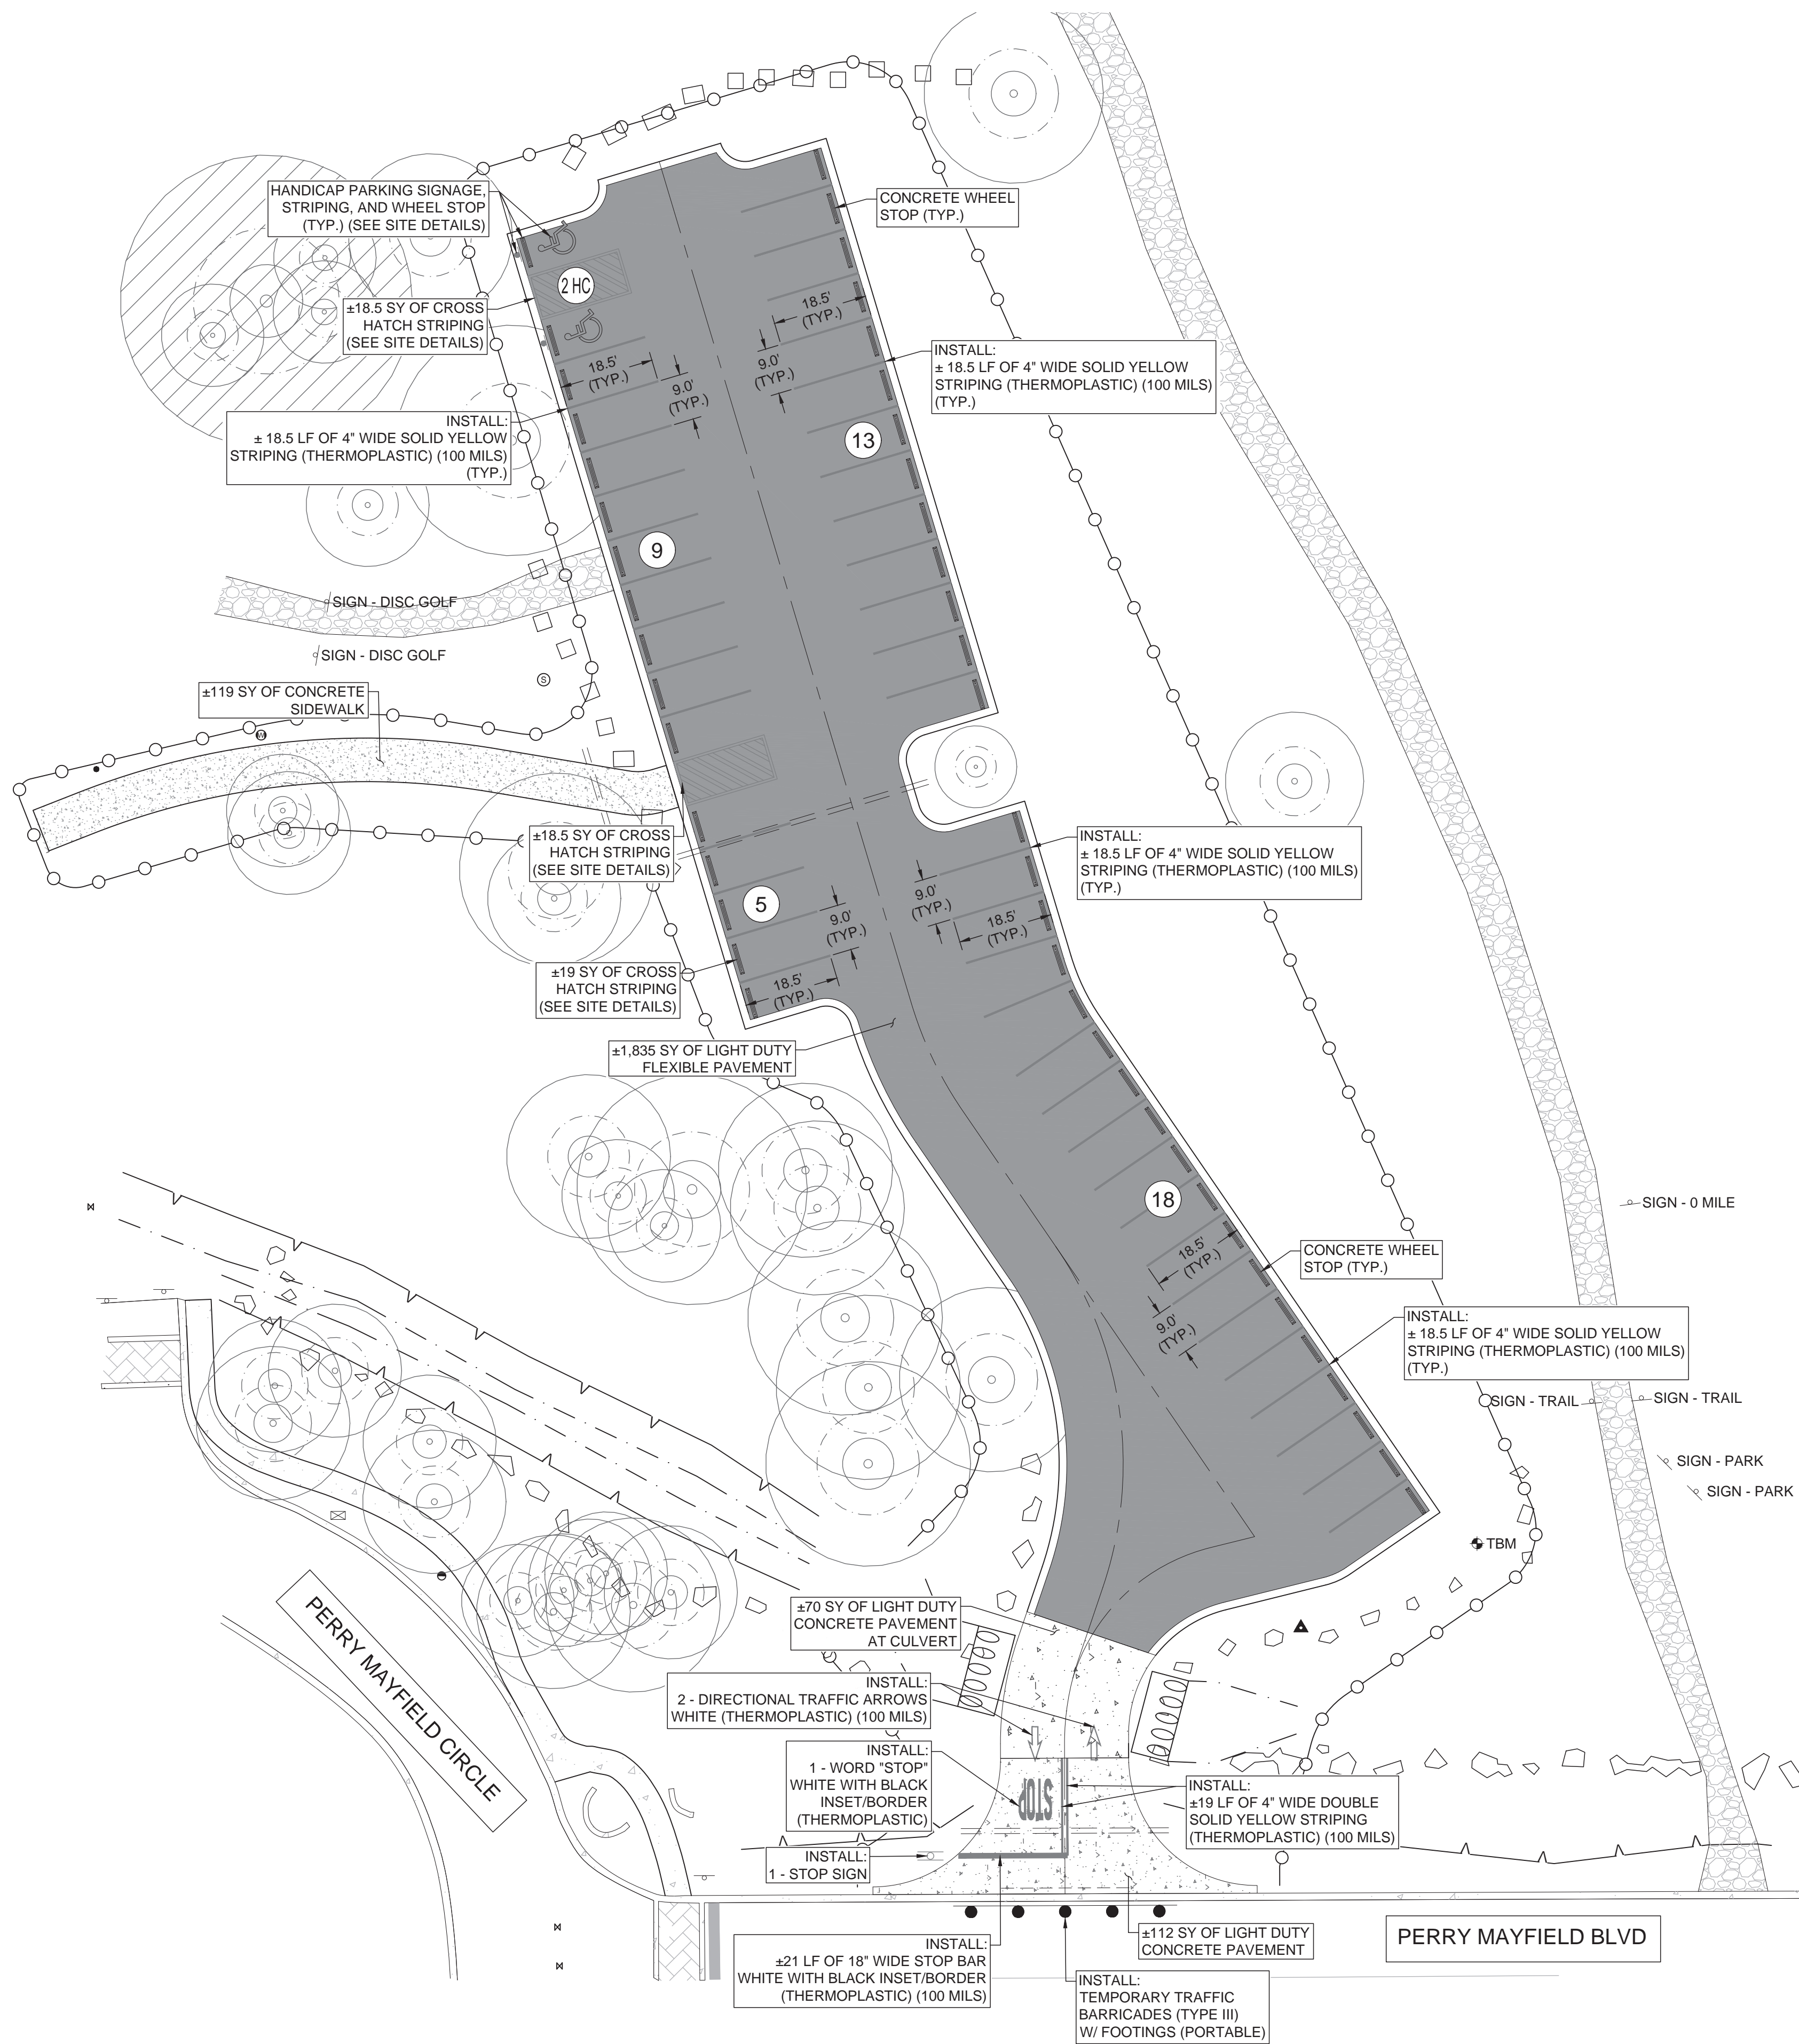 HANDICAP PARKING SIGNAGE,
STRIPING, AND WHEEL STOP
(TYP.) (SEE SITE DETAILS)
CONCRETE WHEEL
STOP (TYP.)
2 HC
±18.5 SY OF CROSS
HATCH STRIPING
(SEE SITE DETAILS)
18.5'
(TYP.)
9.0'
(TYP.)
18.5'
(TYP.)
9.0'
(TYP.)
INSTALL:
± 18.5 LF OF 4" WIDE SOLID YELLOW
STRIPING (THERMOPLASTIC) (100 MILS)
(TYP.)
INSTALL:
± 18.5 LF OF 4" WIDE SOLID YELLOW
STRIPING (THERMOPLASTIC) (100 MILS)
(TYP.)
13
9
SIGN - DISC GOLF
SIGN - DISC GOLF
S
±119 SY OF CONCRETE
SIDEWALK
W
±18.5 SY OF CROSS
HATCH STRIPING
(SEE SITE DETAILS)
INSTALL:
± 18.5 LF OF 4" WIDE SOLID YELLOW
STRIPING (THERMOPLASTIC) (100 MILS)
(TYP.)
5
9.0'
(TYP.)
9.0'
(TYP.)
18.5'
(TYP.)
±19 SY OF CROSS
HATCH STRIPING
(SEE SITE DETAILS)
18.5'
(TYP.)
±1,835 SY OF LIGHT DUTY
FLEXIBLE PAVEMENT
18
SIGN - 0 MILE
18.5'
(TYP.)
CONCRETE WHEEL
STOP (TYP.)
9.0'
(TYP.)
INSTALL:
± 18.5 LF OF 4" WIDE SOLID YELLOW
STRIPING (THERMOPLASTIC) (100 MILS)
(TYP.)
SIGN - TRAIL
SIGN - TRAIL
SIGN - PARK
SIGN - PARK
TBM
PERRY MAYFIELD CIRCLE
±70 SY OF LIGHT DUTY
CONCRETE PAVEMENT
AT CULVERT
INSTALL:
2 - DIRECTIONAL TRAFFIC ARROWS
WHITE (THERMOPLASTIC) (100 MILS)
INSTALL:
1 - WORD "STOP"
WHITE WITH BLACK
INSET/BORDER
(THERMOPLASTIC)
STOP
INSTALL:
±19 LF OF 4" WIDE DOUBLE
SOLID YELLOW STRIPING
(THERMOPLASTIC) (100 MILS)
INSTALL:
1 - STOP SIGN
INSTALL:
±21 LF OF 18" WIDE STOP BAR
WHITE WITH BLACK INSET/BORDER
(THERMOPLASTIC) (100 MILS)
±112 SY OF LIGHT DUTY
CONCRETE PAVEMENT
PERRY MAYFIELD BLVD
INSTALL:
TEMPORARY TRAFFIC
BARRICADES (TYPE III)
W/ FOOTINGS (PORTABLE)